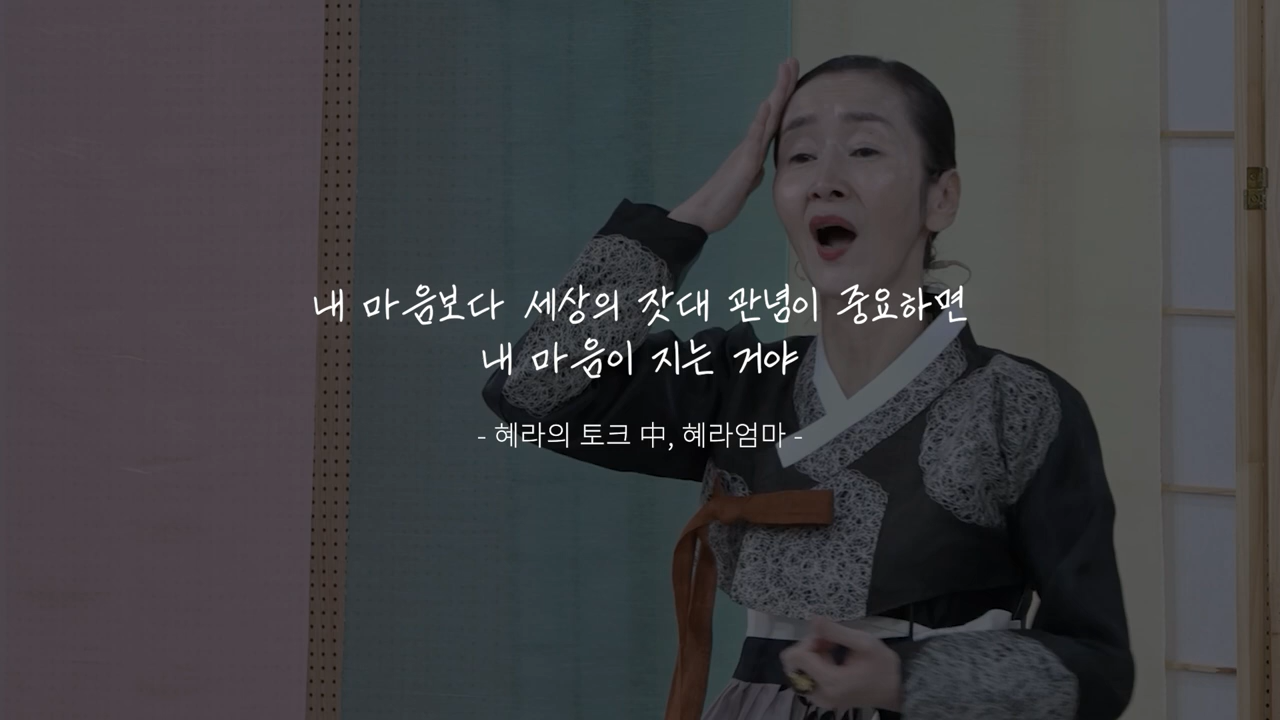 내 마음보다 세상의 잣대 관념이 중요하면
내 마음이 지는 거야
- 혜라의 토크 中, 혜라엄마 -